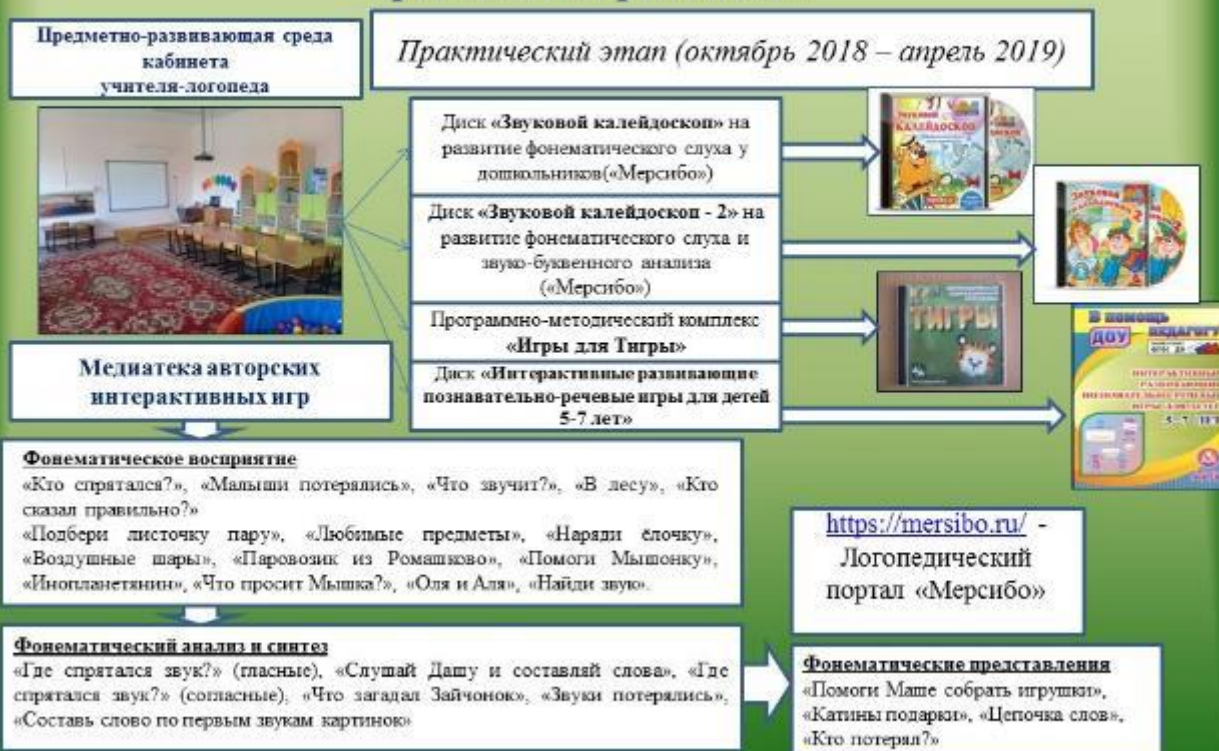 Предметно-развивающая среда
кабинета
учителя-логопеда
Практический этап (октябрь 2018 – апрель 2019)
Диск «Звуковой калейдоскоп» на
развитие фонематического слуха у
дошкольников(«Мерсибо»)
Диск «Звуковой калейдоскоп - 2» на
развитие фонематического слуха и
звуко-буквенного анализа
(«Мерсибо»)
Программно-методический комплекс
«Игры для Тигры»
Диск «Интерактивные развивающие
познавательно-речевые игры для детей
5-7 лет»
Звуковой
КАЛЕЙДОСКОП
ТИГРЫ
В помощь
ДОУ
ПЕДАГОГУ
5-7
Медиатека авторских
интерактивных игр
Фонематическое восприятие
«Кто спрятался?», «Малыши потерялись», «Что звучит?», «В лесу», «Кто
сказал правильно?»
«Подбери листочку пару», «Любимые предметы», «Наряди ёлочку»,
«Воздушные шары», «Паровозик из Ромашково», «Помоги Мышонку»,
«Инопланетянин», «Что просит Мышка?», «Оля и Аля», «Найди звук».
https://mersibo.ru/ -
Логопедический
портал «Мерсибо»
Фонематический анализ и синтез
«Где спрятался звук?» (гласные), «Слушай Дашу и составляй слова», «Где
спрятался звук?» (согласные), «Что загадал Зайчонок», «Звуки потерялись»,
«Составь слово по первым звукам картинок»
Фонематические представления
«Помоги Маше собрать игрушки»,
«Катины подарки», «Цепочка слов»,
«Кто потерял?»